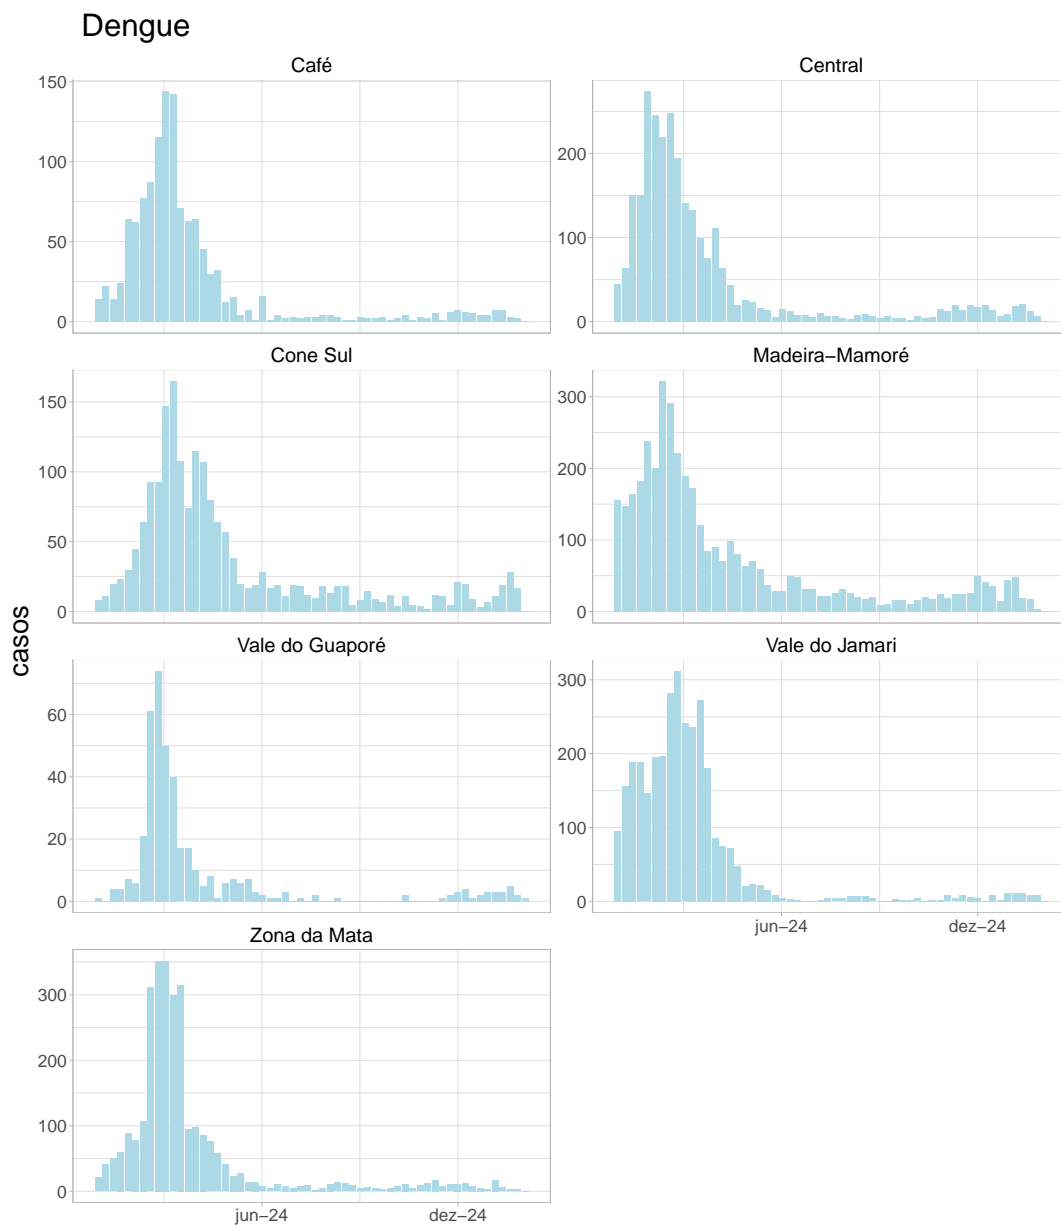 Dengue
Café
150
100
50
0
Central
200
100
0
Cone Sul
150
100
50
0
Madeira−Mamoré
300
200
100
0
casos
Vale do Guaporé
60
40
20
0
Vale do Jamari
300
200
100
0
jun−24 dez−24
Zona da Mata
300
200
100
0
jun−24 dez−24